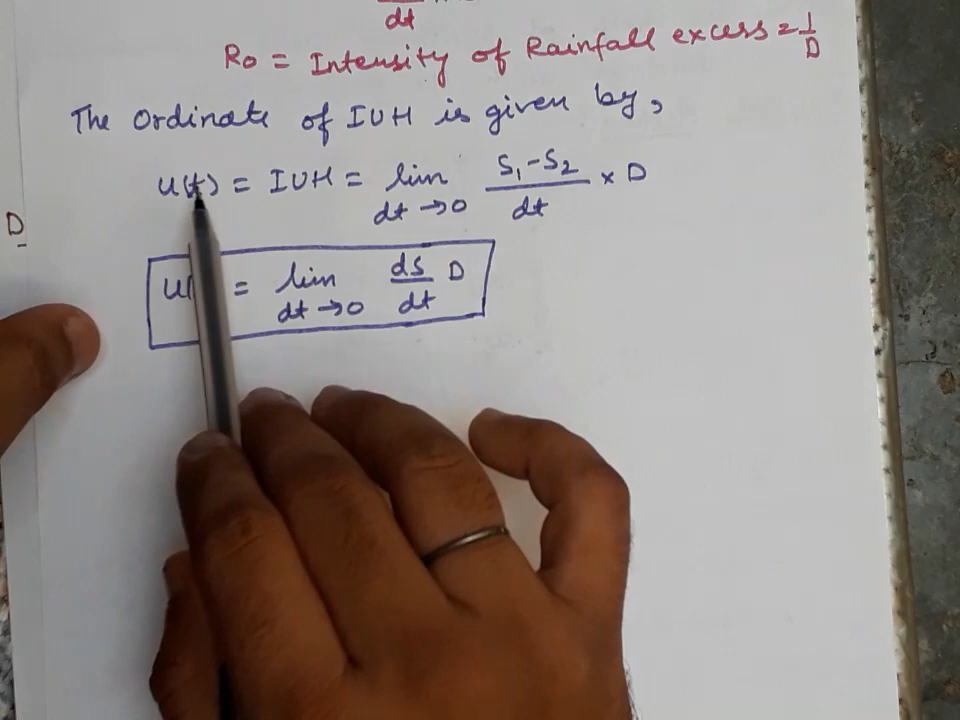 dt
Ro = Intensity of Rainfall excess = 1/D
The Ordinate of IUH is given by,
u(t) = IUH = lim dt→0 S₁-S₂/dt × D
D
u = lim dt→0 ds/dt D